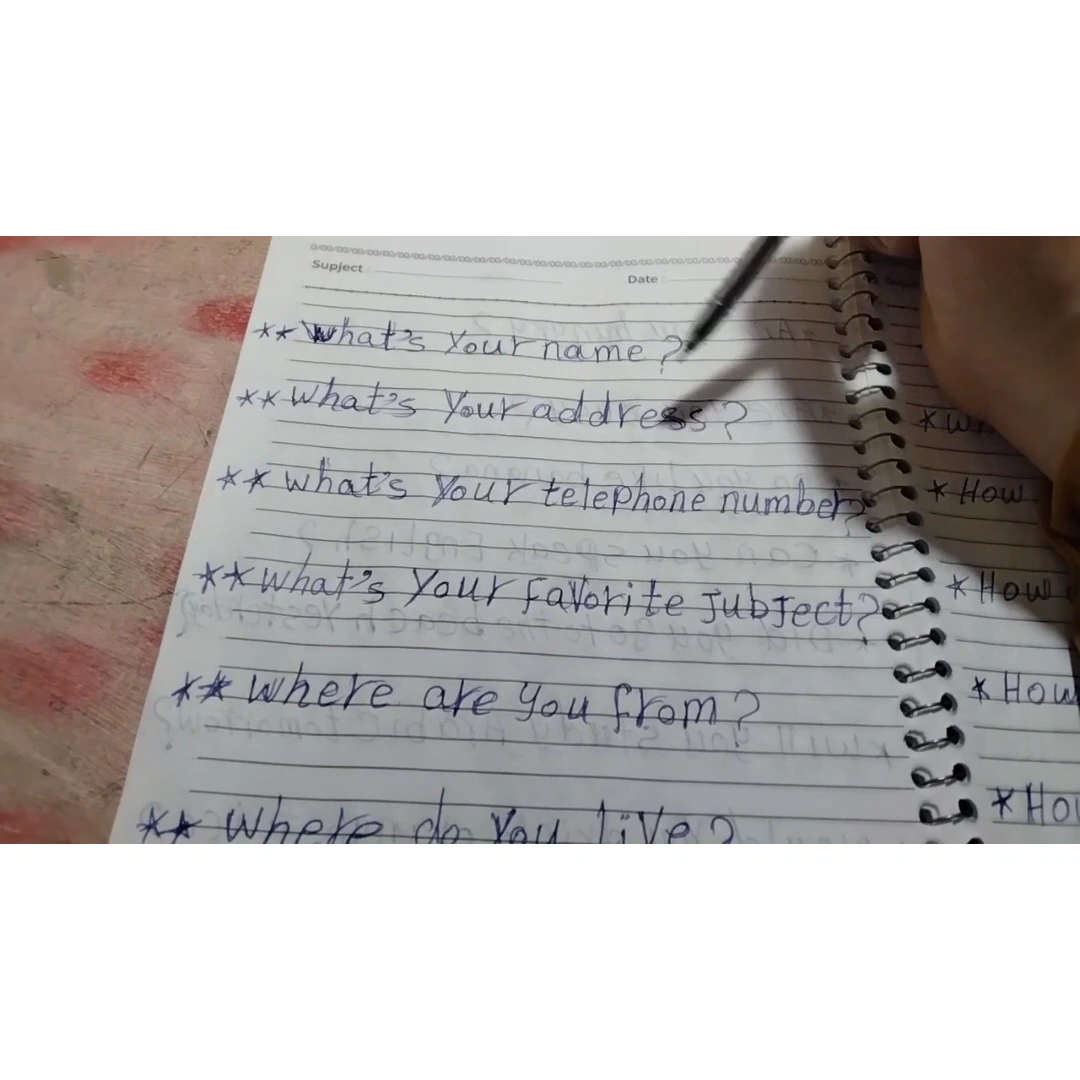 Supject Date
** What's Your name ?
** What's Your address ?
** what's Your telephone number?
** what's Your Favorite Jubject?
** where are you from?
** where do You live?
* How
* How
* How